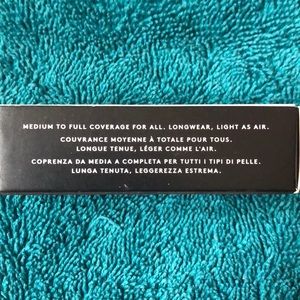 MEDIUM TO FULL COVERAGE FOR ALL. LONGWEAR, LIGHT AS AIR.
COUVRANCE MOYENNE À TOTALE POUR TOUS.
LONGUE TENUE, LÉGER COMME L'AIR.
COPRENZA DA MEDIA A COMPLETA PER TUTTI I TIPI DI PELLE.
LUNGA TENUTA, LEGGEREZZA ESTREMA.